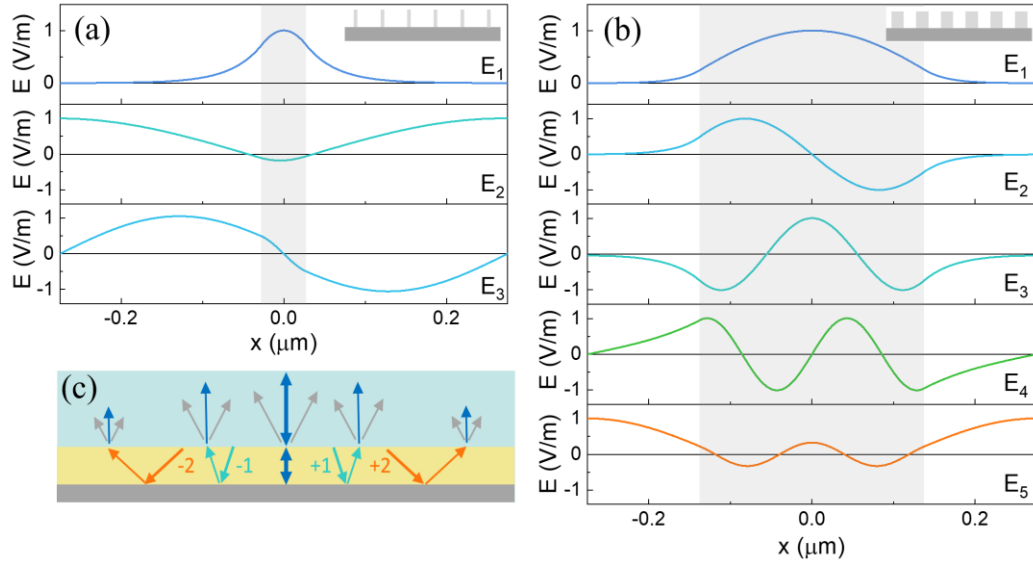 (a)
E (V/m)
1
0
E1
E (V/m)
1
0
-1
E2
E (V/m)
1
0
-1
E3
-0.2 0.0 0.2
x (μm)
(b)
E (V/m)
1
0
E1
E (V/m)
1
0
-1
E2
E (V/m)
1
0
-1
E3
E (V/m)
1
0
-1
E4
E (V/m)
1
0
-1
E5
-0.2 0.0 0.2
x (μm)
(c)
-2 -1 +1 +2